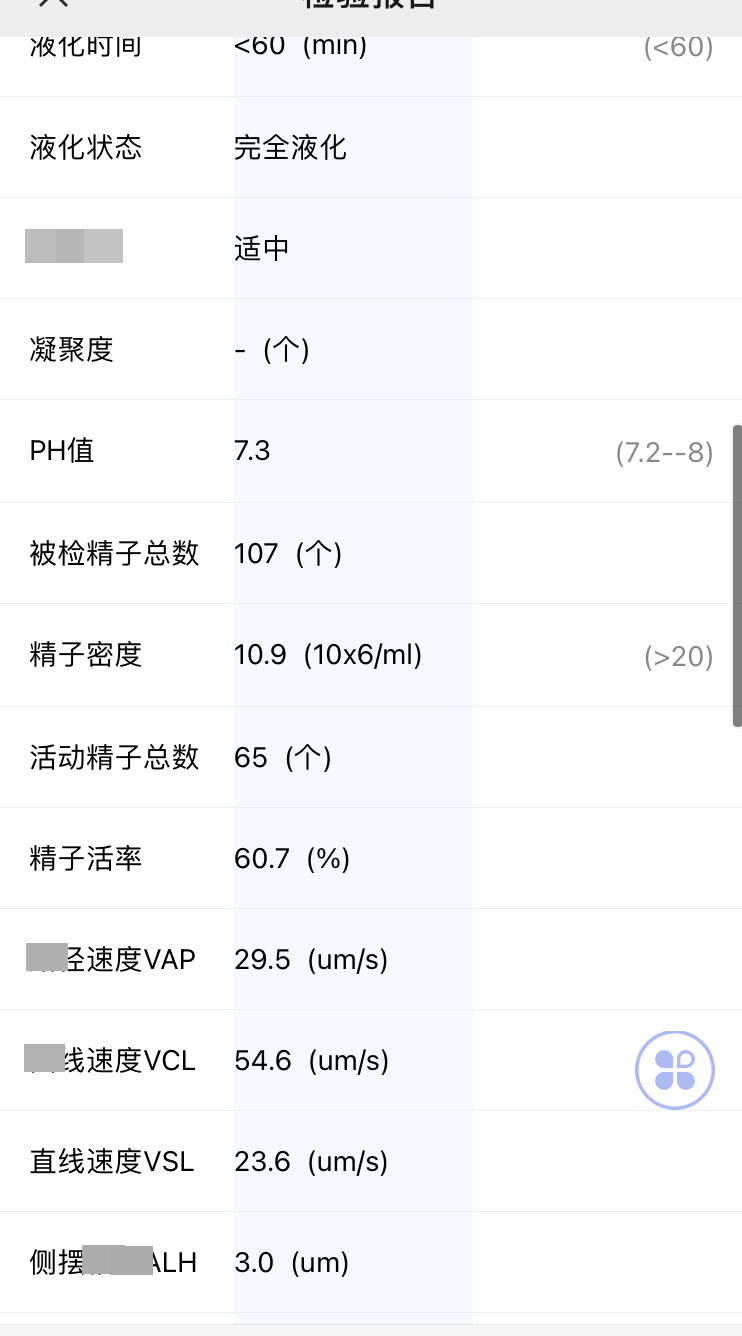 检验报告
液化时间 <60 (min) (<60)
液化状态 完全液化
适中
凝聚度 - (个)
PH值 7.3 (7.2--8)
被检精子总数 107 (个)
精子密度 10.9 (10x6/ml) (>20)
活动精子总数 65 (个)
精子活率 60.7 (%)
径速度VAP 29.5 (um/s)
线速度VCL 54.6 (um/s)
直线速度VSL 23.6 (um/s)
侧摆 ALH 3.0 (um)